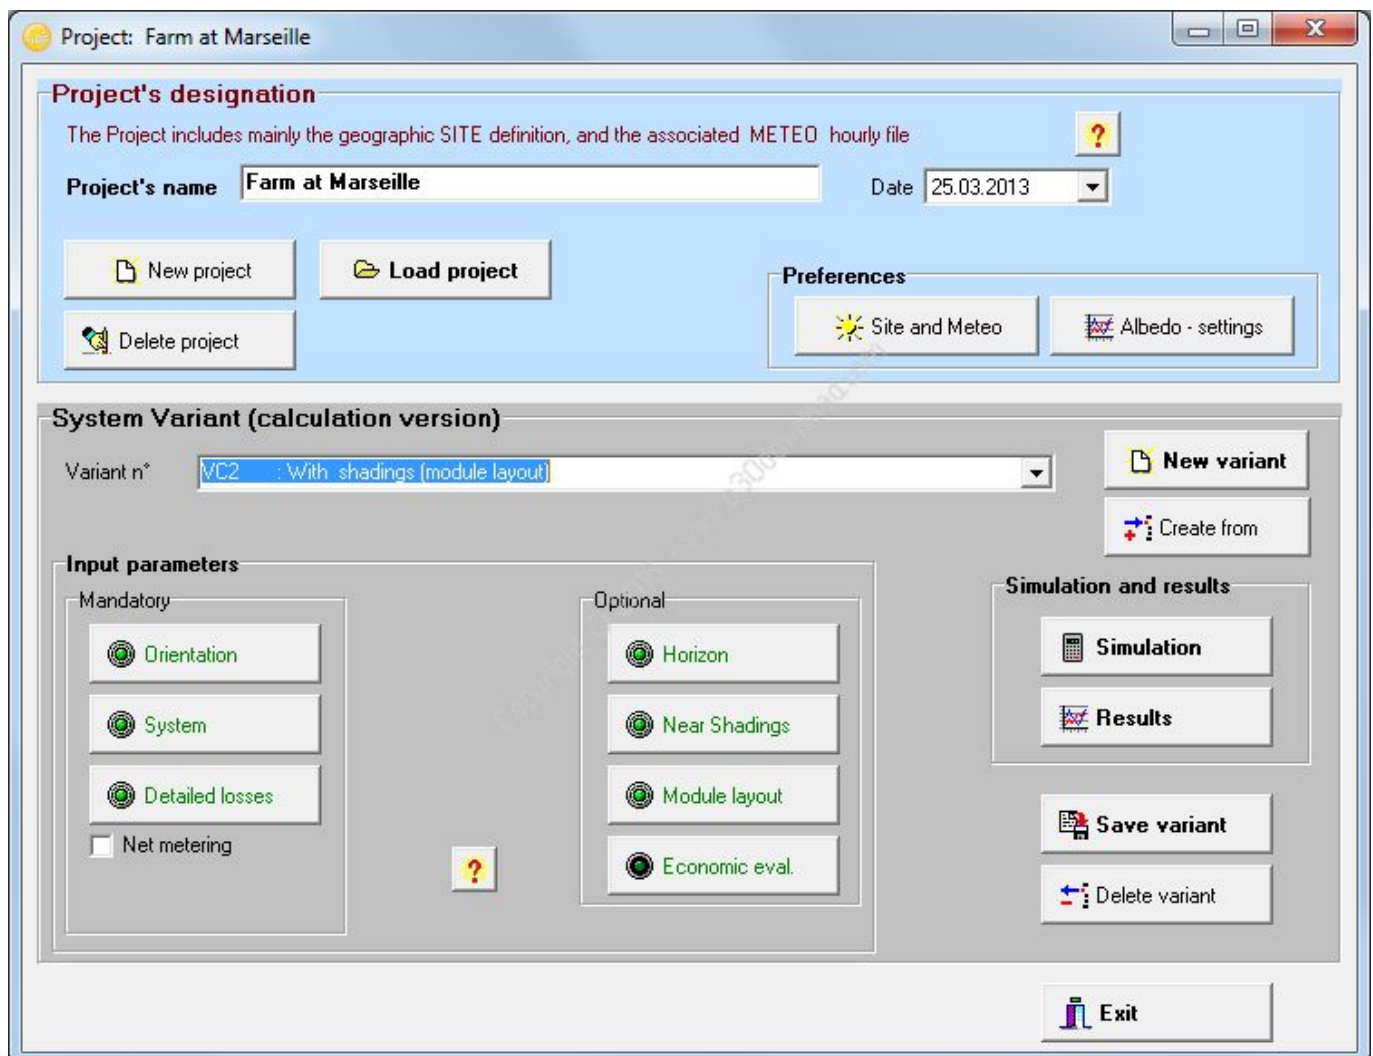 Project: Farm at Marseille
Project's designation
The Project includes mainly the geographic SITE definition, and the associated METEO hourly file
?
Project's name Farm at Marseille
Date 25.03.2013
New project
Load project
Delete project
Preferences
Site and Meteo
Albedo - settings
System Variant (calculation version)
Variant n° VC2 : With shadings (module layout)
New variant
Create from
Input parameters
Mandatory
Orientation
System
Detailed losses
Net metering
?
Optional
Horizon
Near Shadings
Module layout
Economic eval.
Simulation and results
Simulation
Results
Save variant
Delete variant
Exit